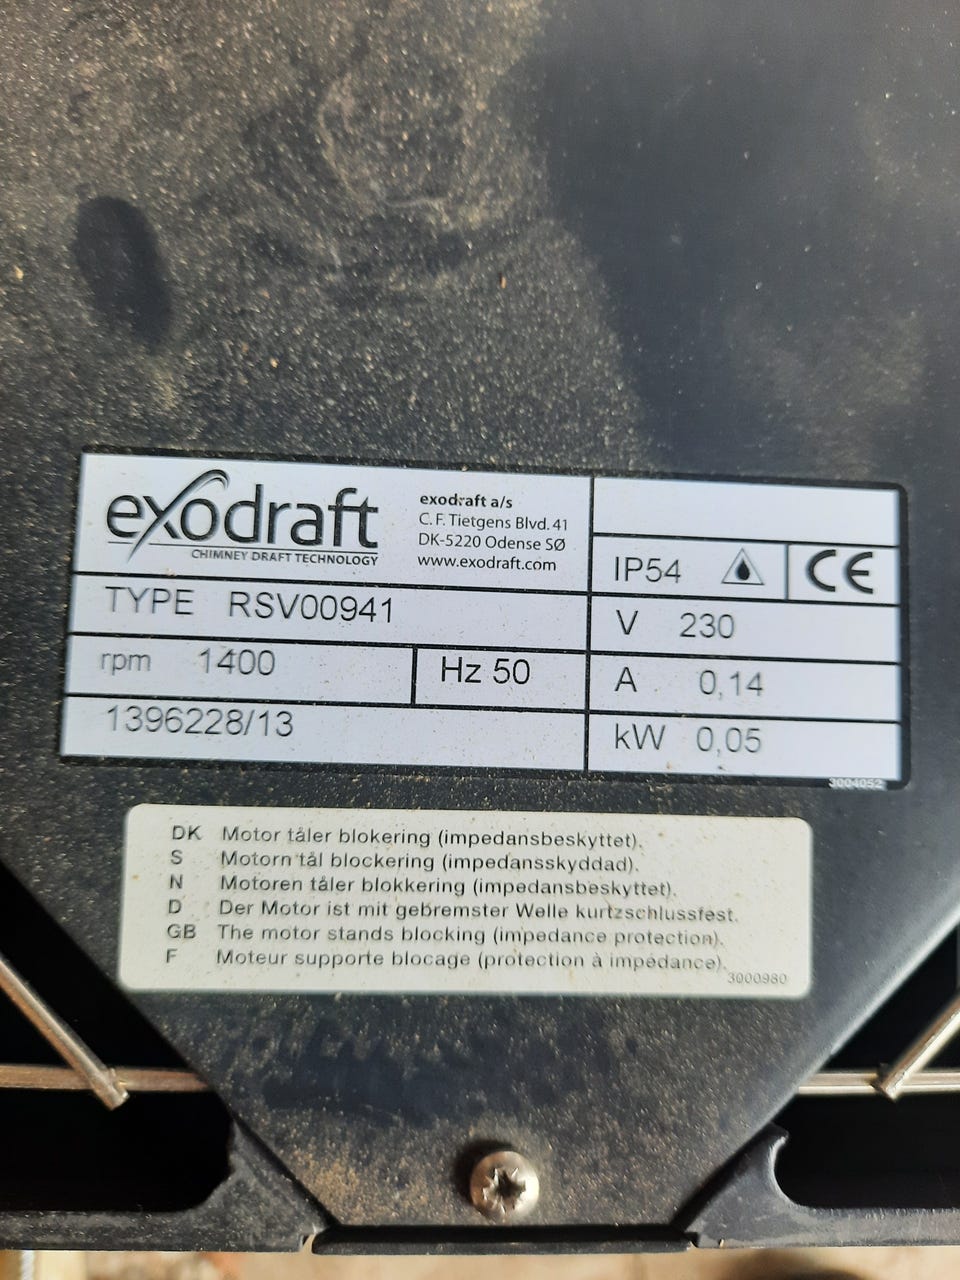 exodraft
CHIMNEY DRAFT TECHNOLOGY
exodraft a/s
C. F. Tietgens Blvd. 41
DK-5220 Odense SØ
www.exodraft.com
IP54 CE
TYPE RSV00941
V 230
rpm 1400 Hz 50
A 0,14
1396228/13
kW 0,05
3004052
DK Motor tåler blokering (impedansbeskyttet).
S Motorn tål blockering (impedansskyddad).
N Motoren tåler blokkering (impedansbeskyttet).
D Der Motor ist mit gebremster Welle kurtzschlussfest.
GB The motor stands blocking (impedance protection).
F Moteur supporte blocage (protection à impédance).
3000980